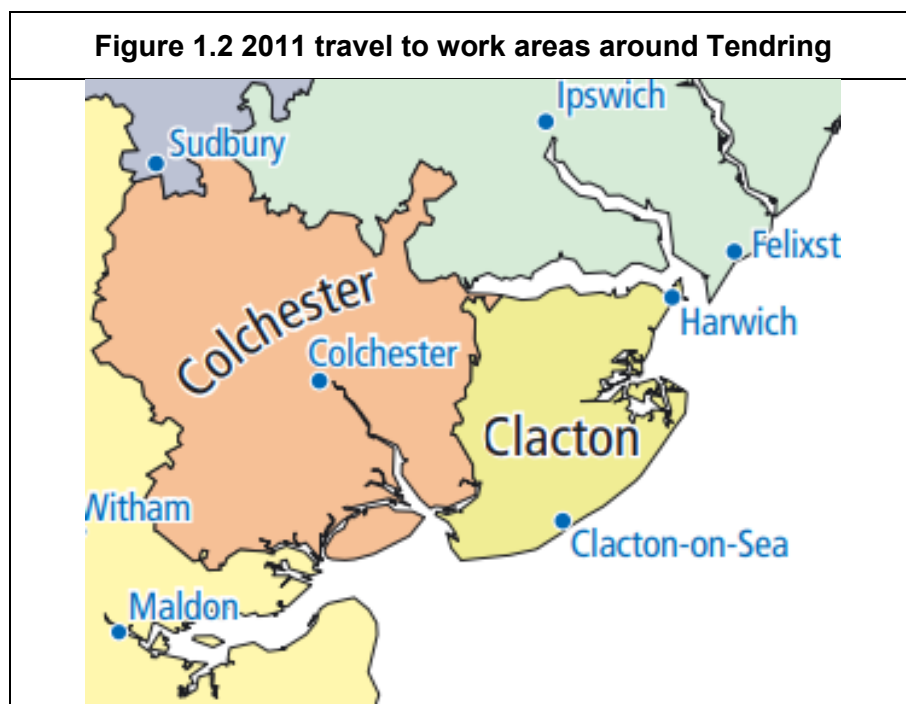 Figure 1.2 2011 travel to work areas around Tendring
Ipswich
Sudbury
Felixst
Colchester
Harwich
Colchester
Clacton
Witham
Clacton-on-Sea
Maldon